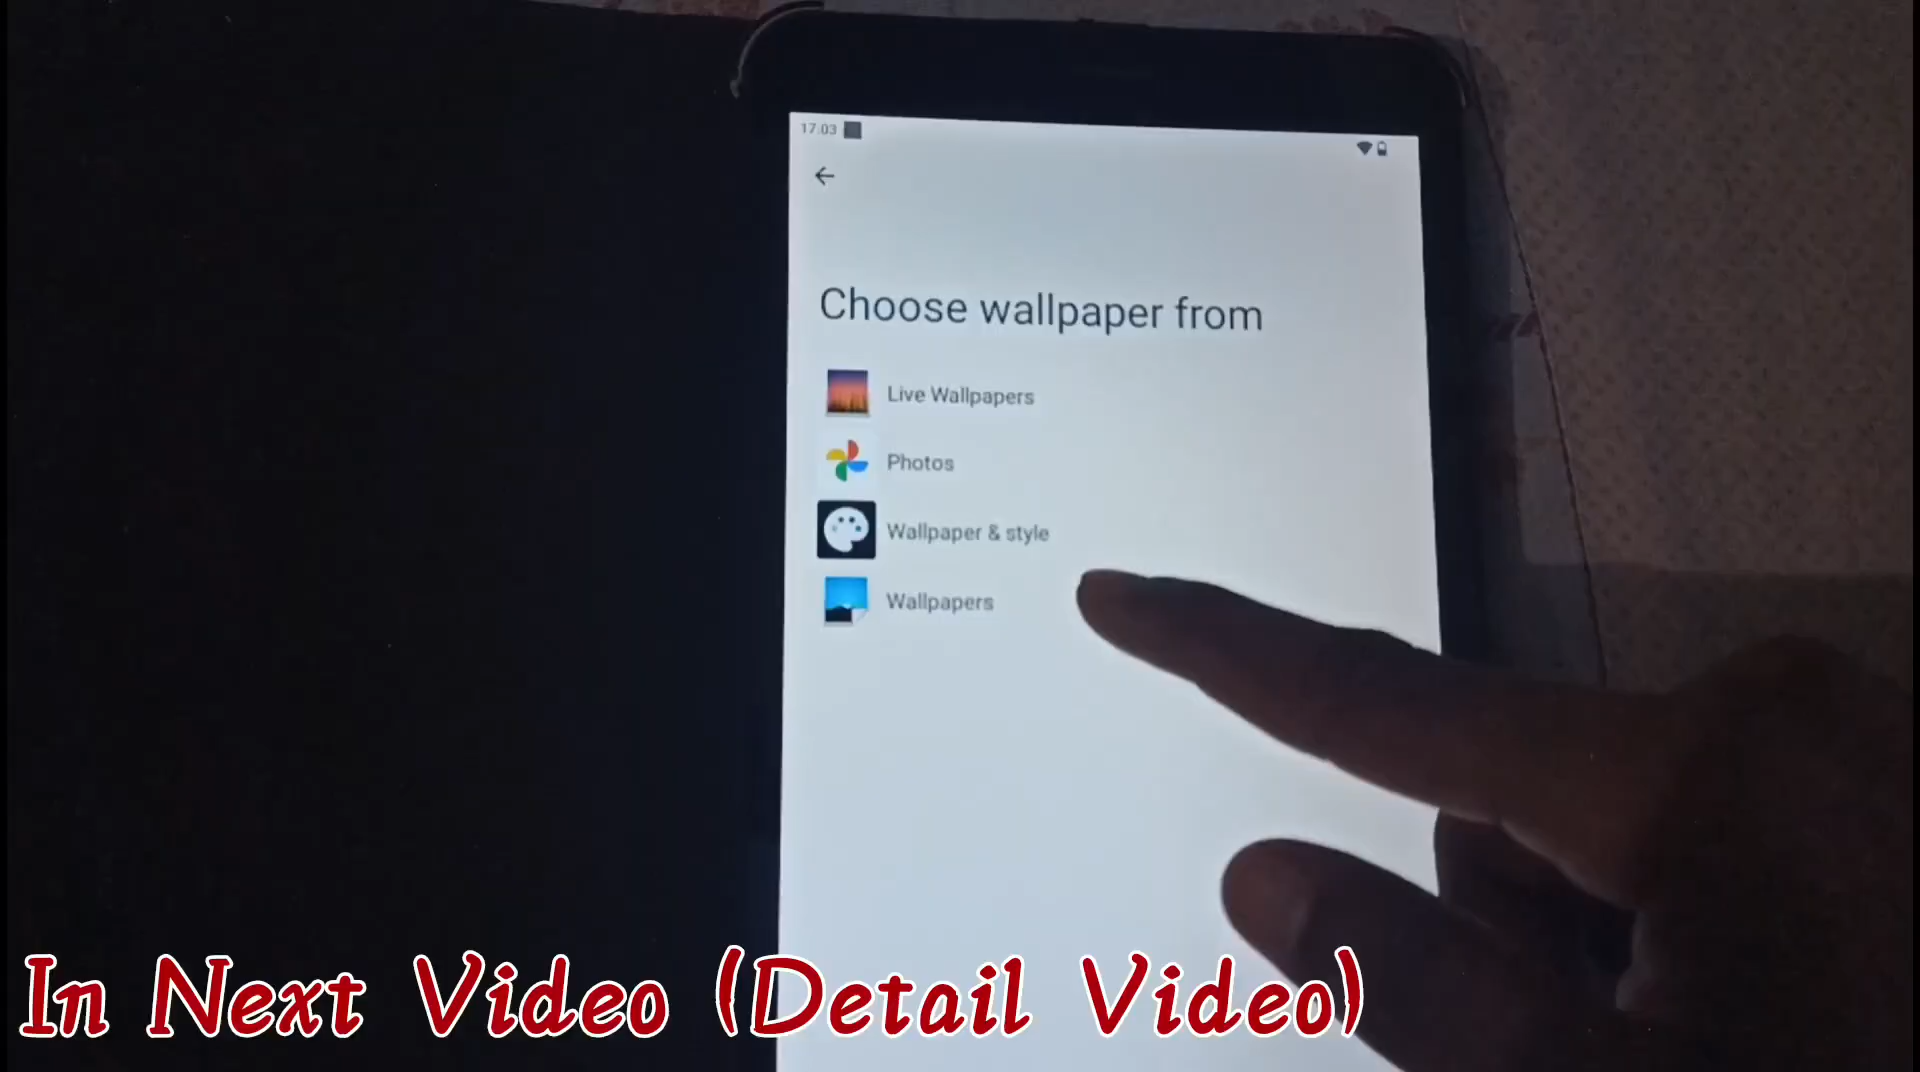 17.03
Choose wallpaper from
Live Wallpapers
Photos
Wallpaper & style
Wallpapers
In Next Video (Detail Video)